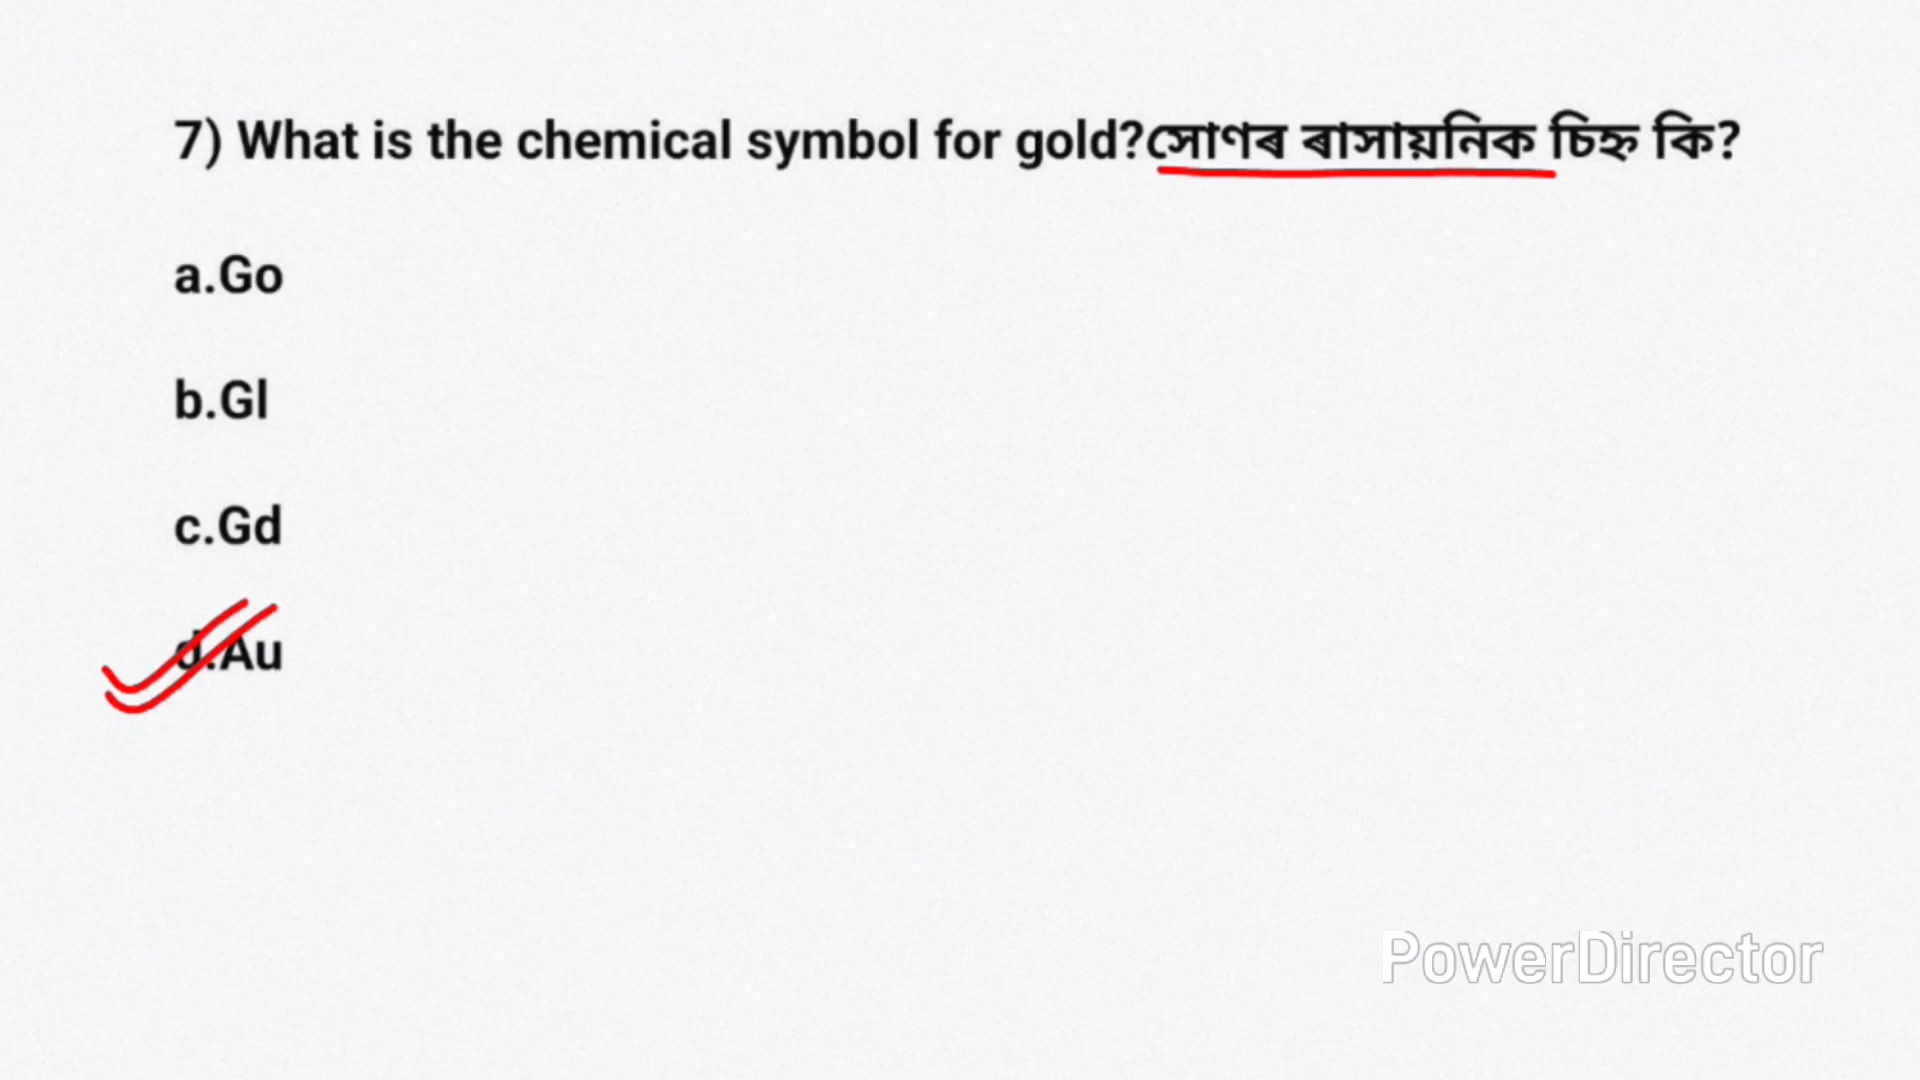 7) What is the chemical symbol for gold?সোণৰ ৰাসায়নিক চিহ্ন কি?
a.Go
b.Gl
c.Gd
d.Au
PowerDirector